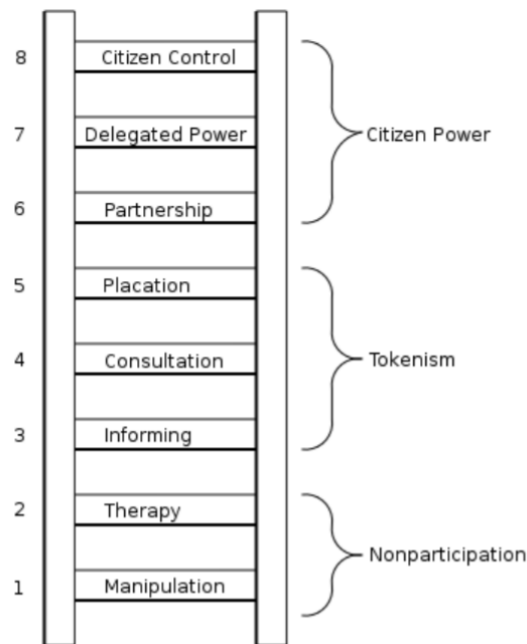 8 Citizen Control
7 Delegated Power
Citizen Power
6 Partnership
5 Placation
4 Consultation
Tokenism
3 Informing
2 Therapy
Nonparticipation
1 Manipulation